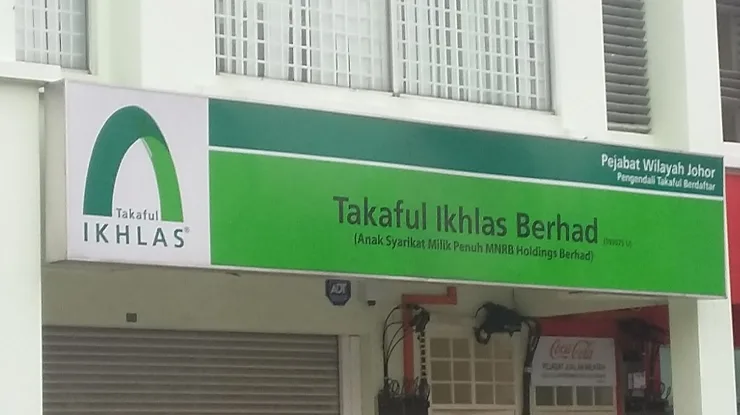 Takaful
IKHLAS®
Pejabat Wilayah Johor
Pengendali Takaful Berdaftar
Takaful Ikhlas Berhad
(Anak Syarikat Milik Penuh MNRB Holdings Berhad)
ADT
Coca-Cola